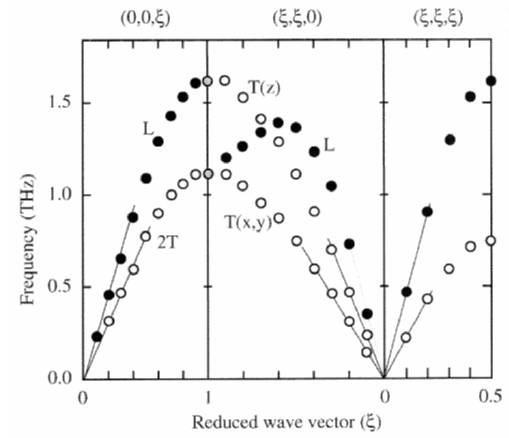 (0,0,ξ) (ξ,ξ,0) (ξ,ξ,ξ)
1.5
1.0
0.5
0.0
Frequency (THz)
L
T(z)
L
T(x,y)
2T
0 1 0 0.5
Reduced wave vector (ξ)